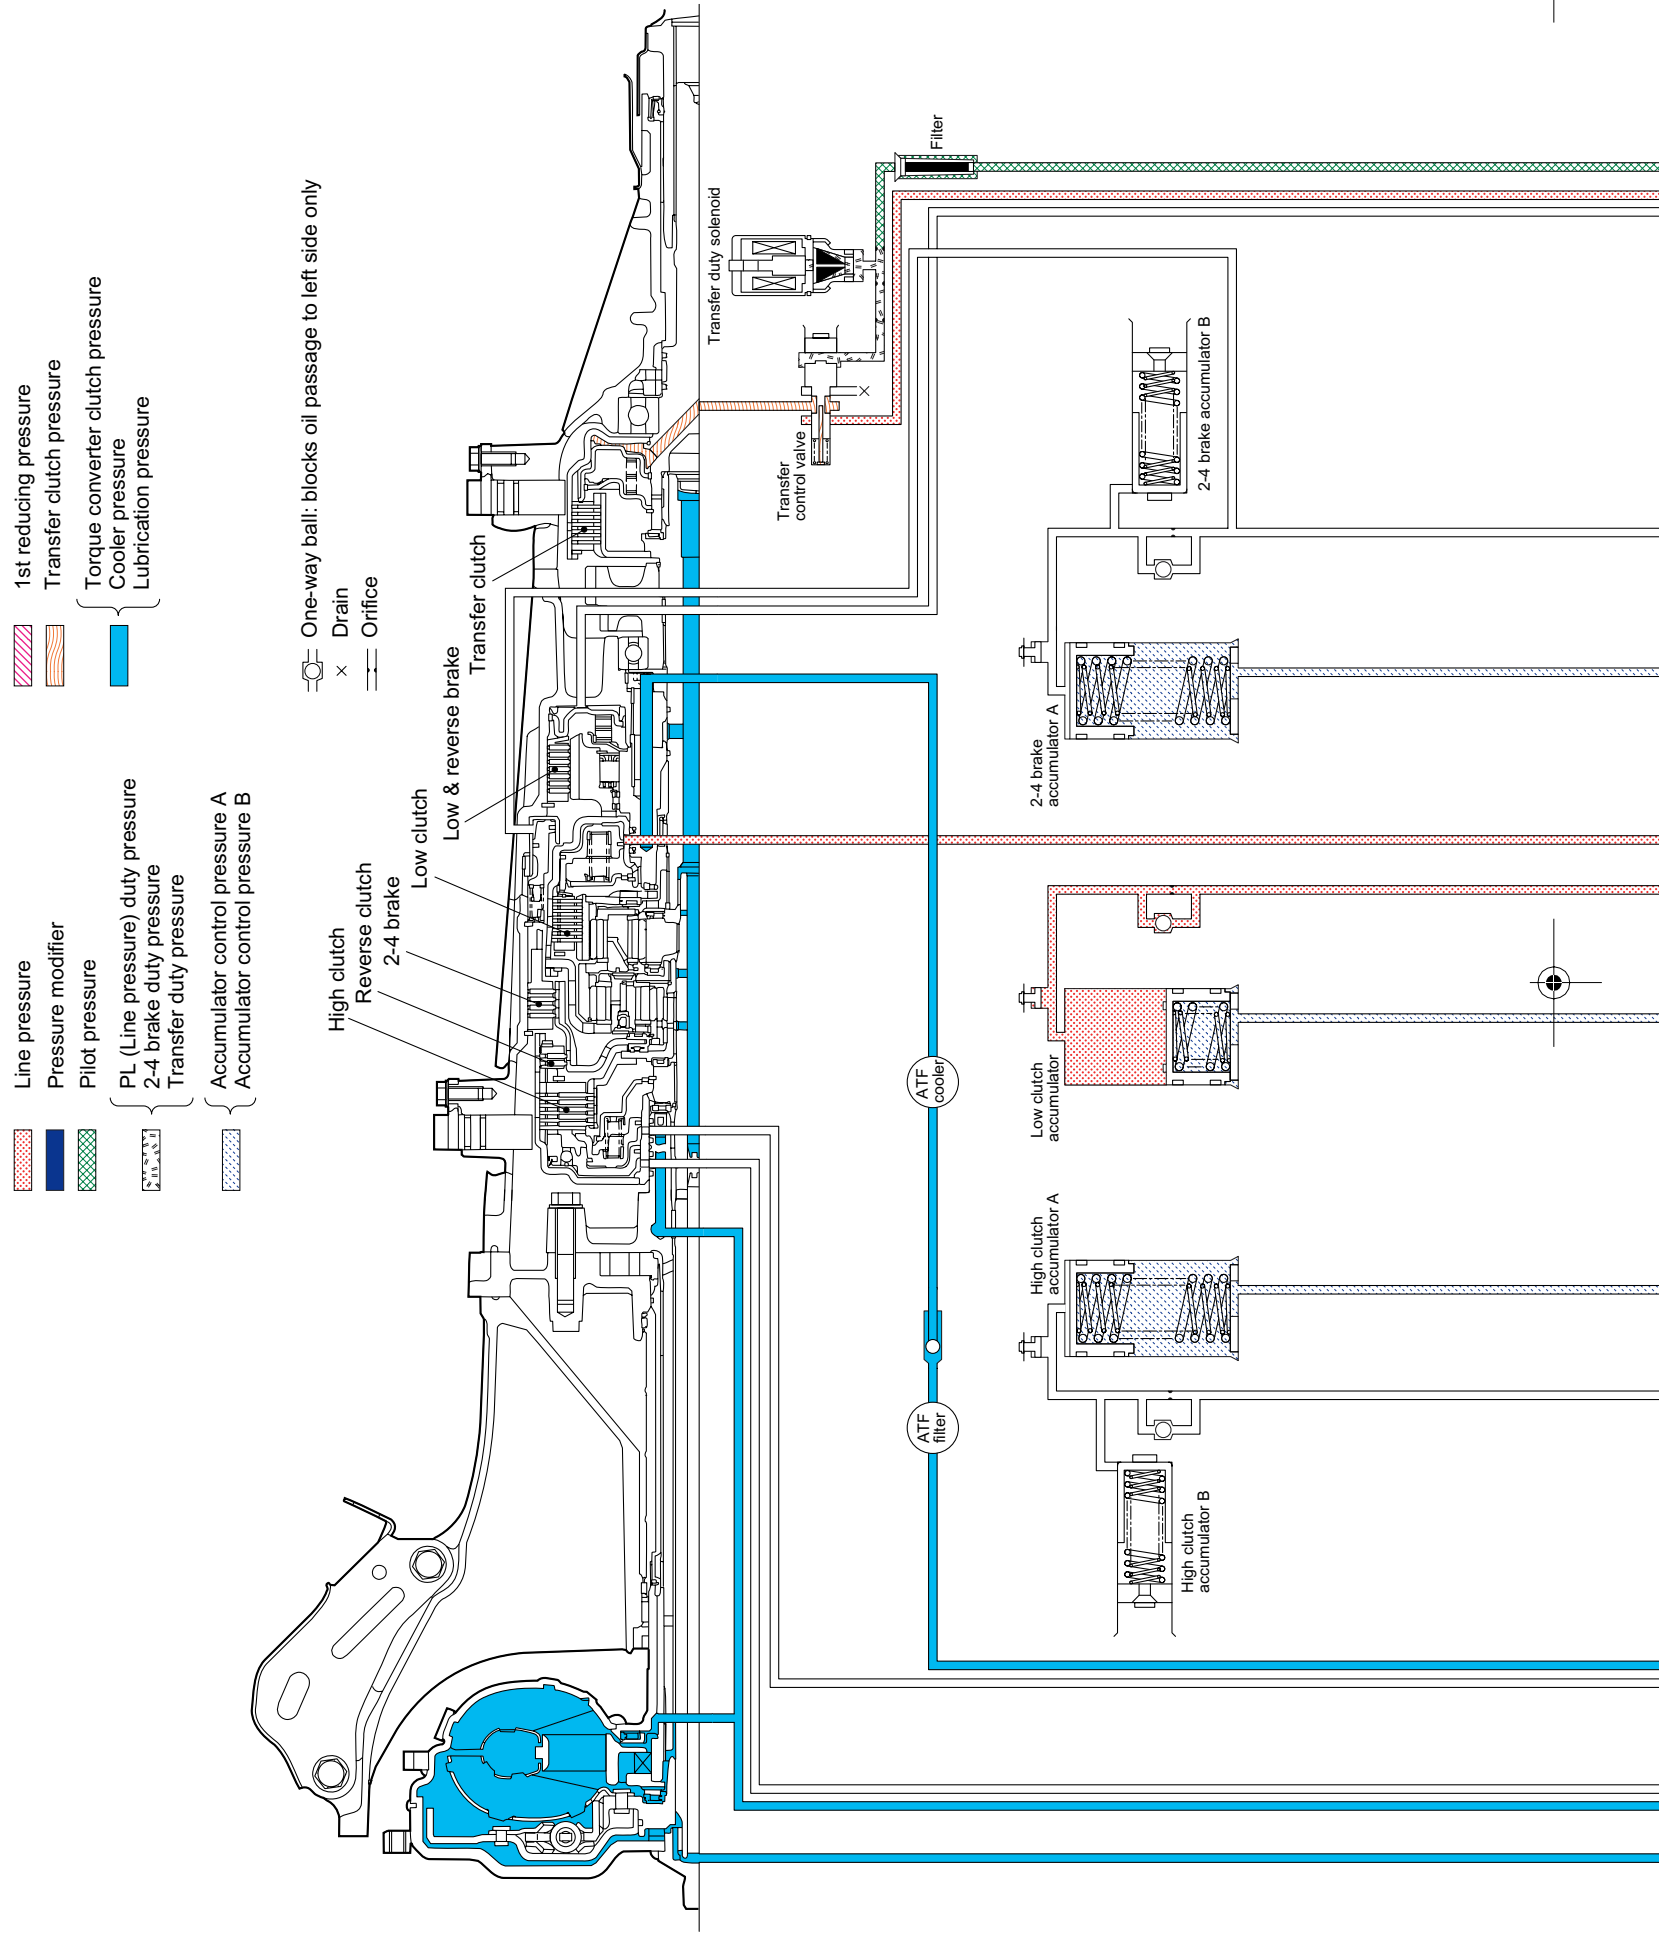 Line pressure
Pressure modifier
Pilot pressure
PL (Line pressure) duty pressure
2-4 brake duty pressure
Transfer duty pressure
Accumulator control pressure A
Accumulator control pressure B
1st reducing pressure
Transfer clutch pressure
Torque converter clutch pressure
Cooler pressure
Lubrication pressure
One-way ball: blocks oil passage to left side only
Drain
Orifice
High clutch
Reverse clutch
2-4 brake
Low clutch
Low & reverse brake
Transfer clutch
Transfer duty solenoid
Transfer
control valve
Filter
ATF
filter
ATF
cooler
High clutch
accumulator B
High clutch
accumulator A
Low clutch
accumulator
2-4 brake
accumulator A
2-4 brake accumulator B